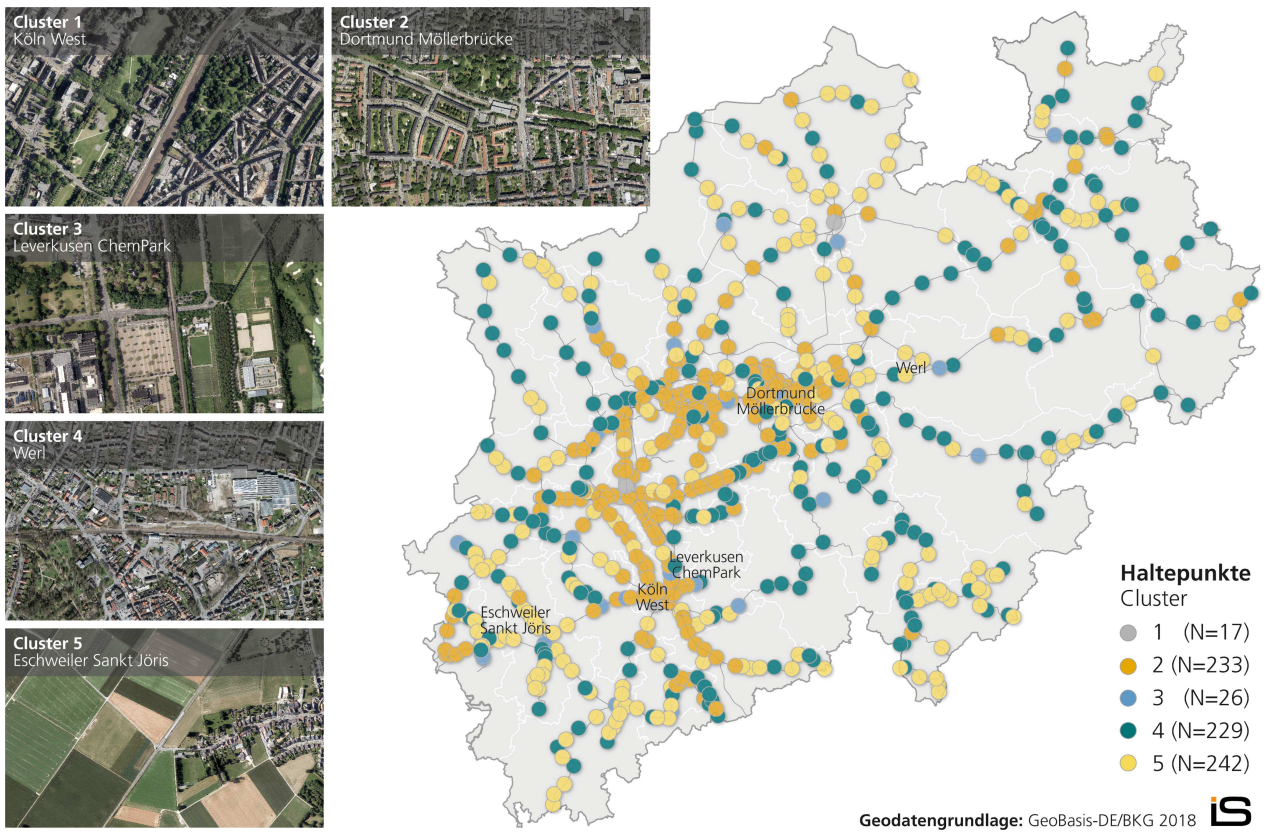 Cluster 1
Köln West
Cluster 2
Dortmund Möllerbrücke
Cluster 3
Leverkusen ChemPark
Cluster 4
Werl
Cluster 5
Eschweiler Sankt Jöris
Werl
Dortmund
Möllerbrücke
Leverkusen
ChemPark
Köln
West
Eschweiler
Sankt Jöris
Haltepunkte
Cluster
1 (N=17)
2 (N=233)
3 (N=26)
4 (N=229)
5 (N=242)
Geodatengrundlage: GeoBasis-DE/BKG 2018
iS